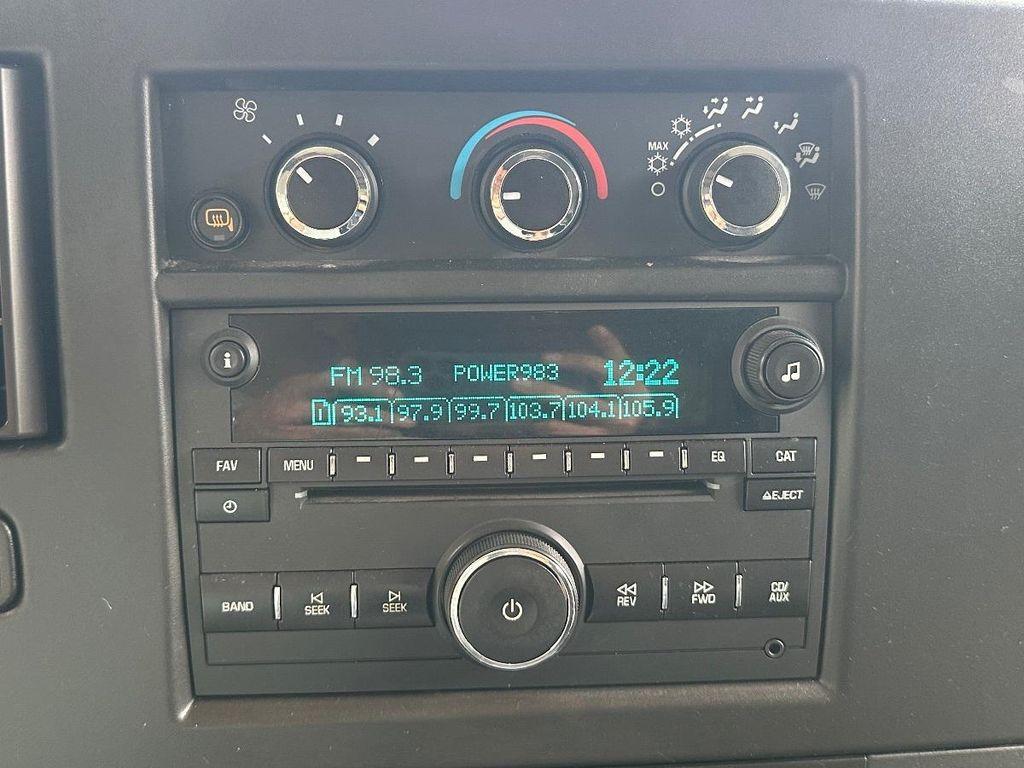 MAX
i
FM 98.3 POWER983 12:22
1 93.1 97.9 99.7 103.7 104.1 105.9
FAV MENU EQ CAT
EJECT
BAND SEEK SEEK REV FWD CD/
AUX